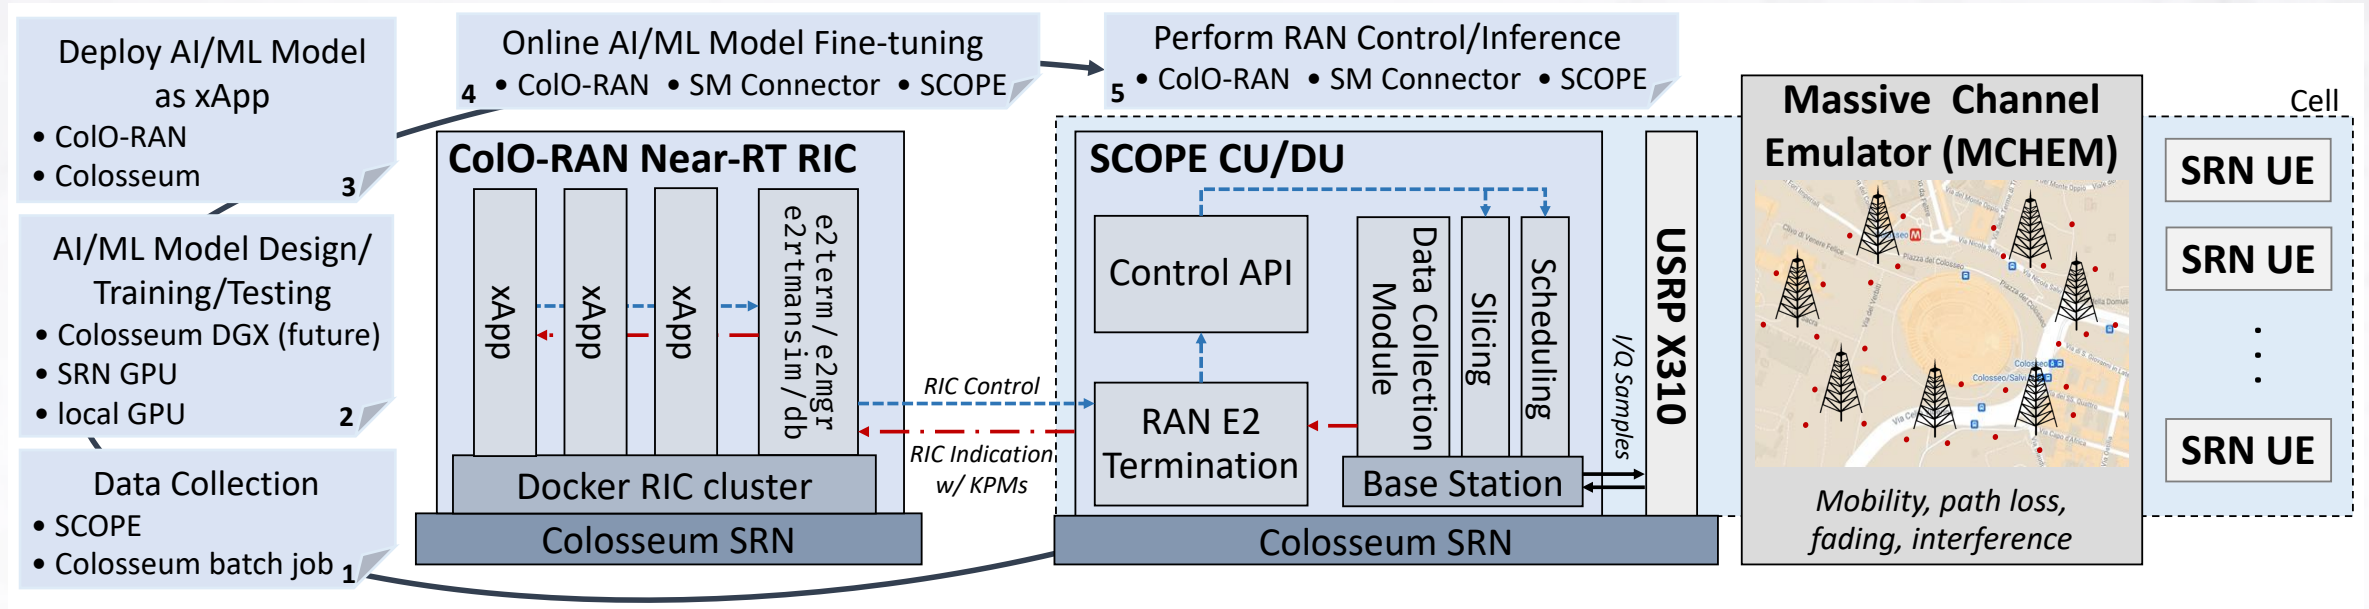 Deploy AI/ML Model
as xApp
• ColO-RAN
• Colosseum
3
AI/ML Model Design/
Training/Testing
• Colosseum DGX (future)
• SRN GPU
• local GPU
2
Data Collection
• SCOPE
• Colosseum batch job
1
Online AI/ML Model Fine-tuning
4 • ColO-RAN • SM Connector • SCOPE
Perform RAN Control/Inference
5 • ColO-RAN • SM Connector • SCOPE
ColO-RAN Near-RT RIC
xApp
xApp
xApp
e2term/e2mgr
e2rtmansim/db
Docker RIC cluster
Colosseum SRN
RIC Control
RIC Indication
w/ KPMs
SCOPE CU/DU
Control API
RAN E2
Termination
Data Collection
Module
Slicing
Scheduling
Base Station
Colosseum SRN
I/Q Samples
USRP X310
Massive Channel
Emulator (MCHEM)
Piazza del Colosseo
Mobility, path loss,
fading, interference
Cell
SRN UE
SRN UE
SRN UE